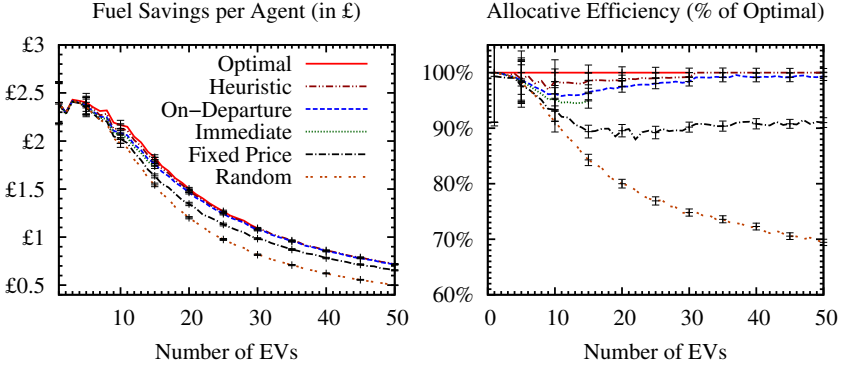 Fuel Savings per Agent (in £)
£3
£2.5
£2
£1.5
£1
£0.5
Optimal
Heuristic
On−Departure
Immediate
Fixed Price
Random
10 20 30 40 50
Number of EVs
Allocative Efficiency (% of Optimal)
100%
90%
80%
70%
60%
0 10 20 30 40 50
Number of EVs